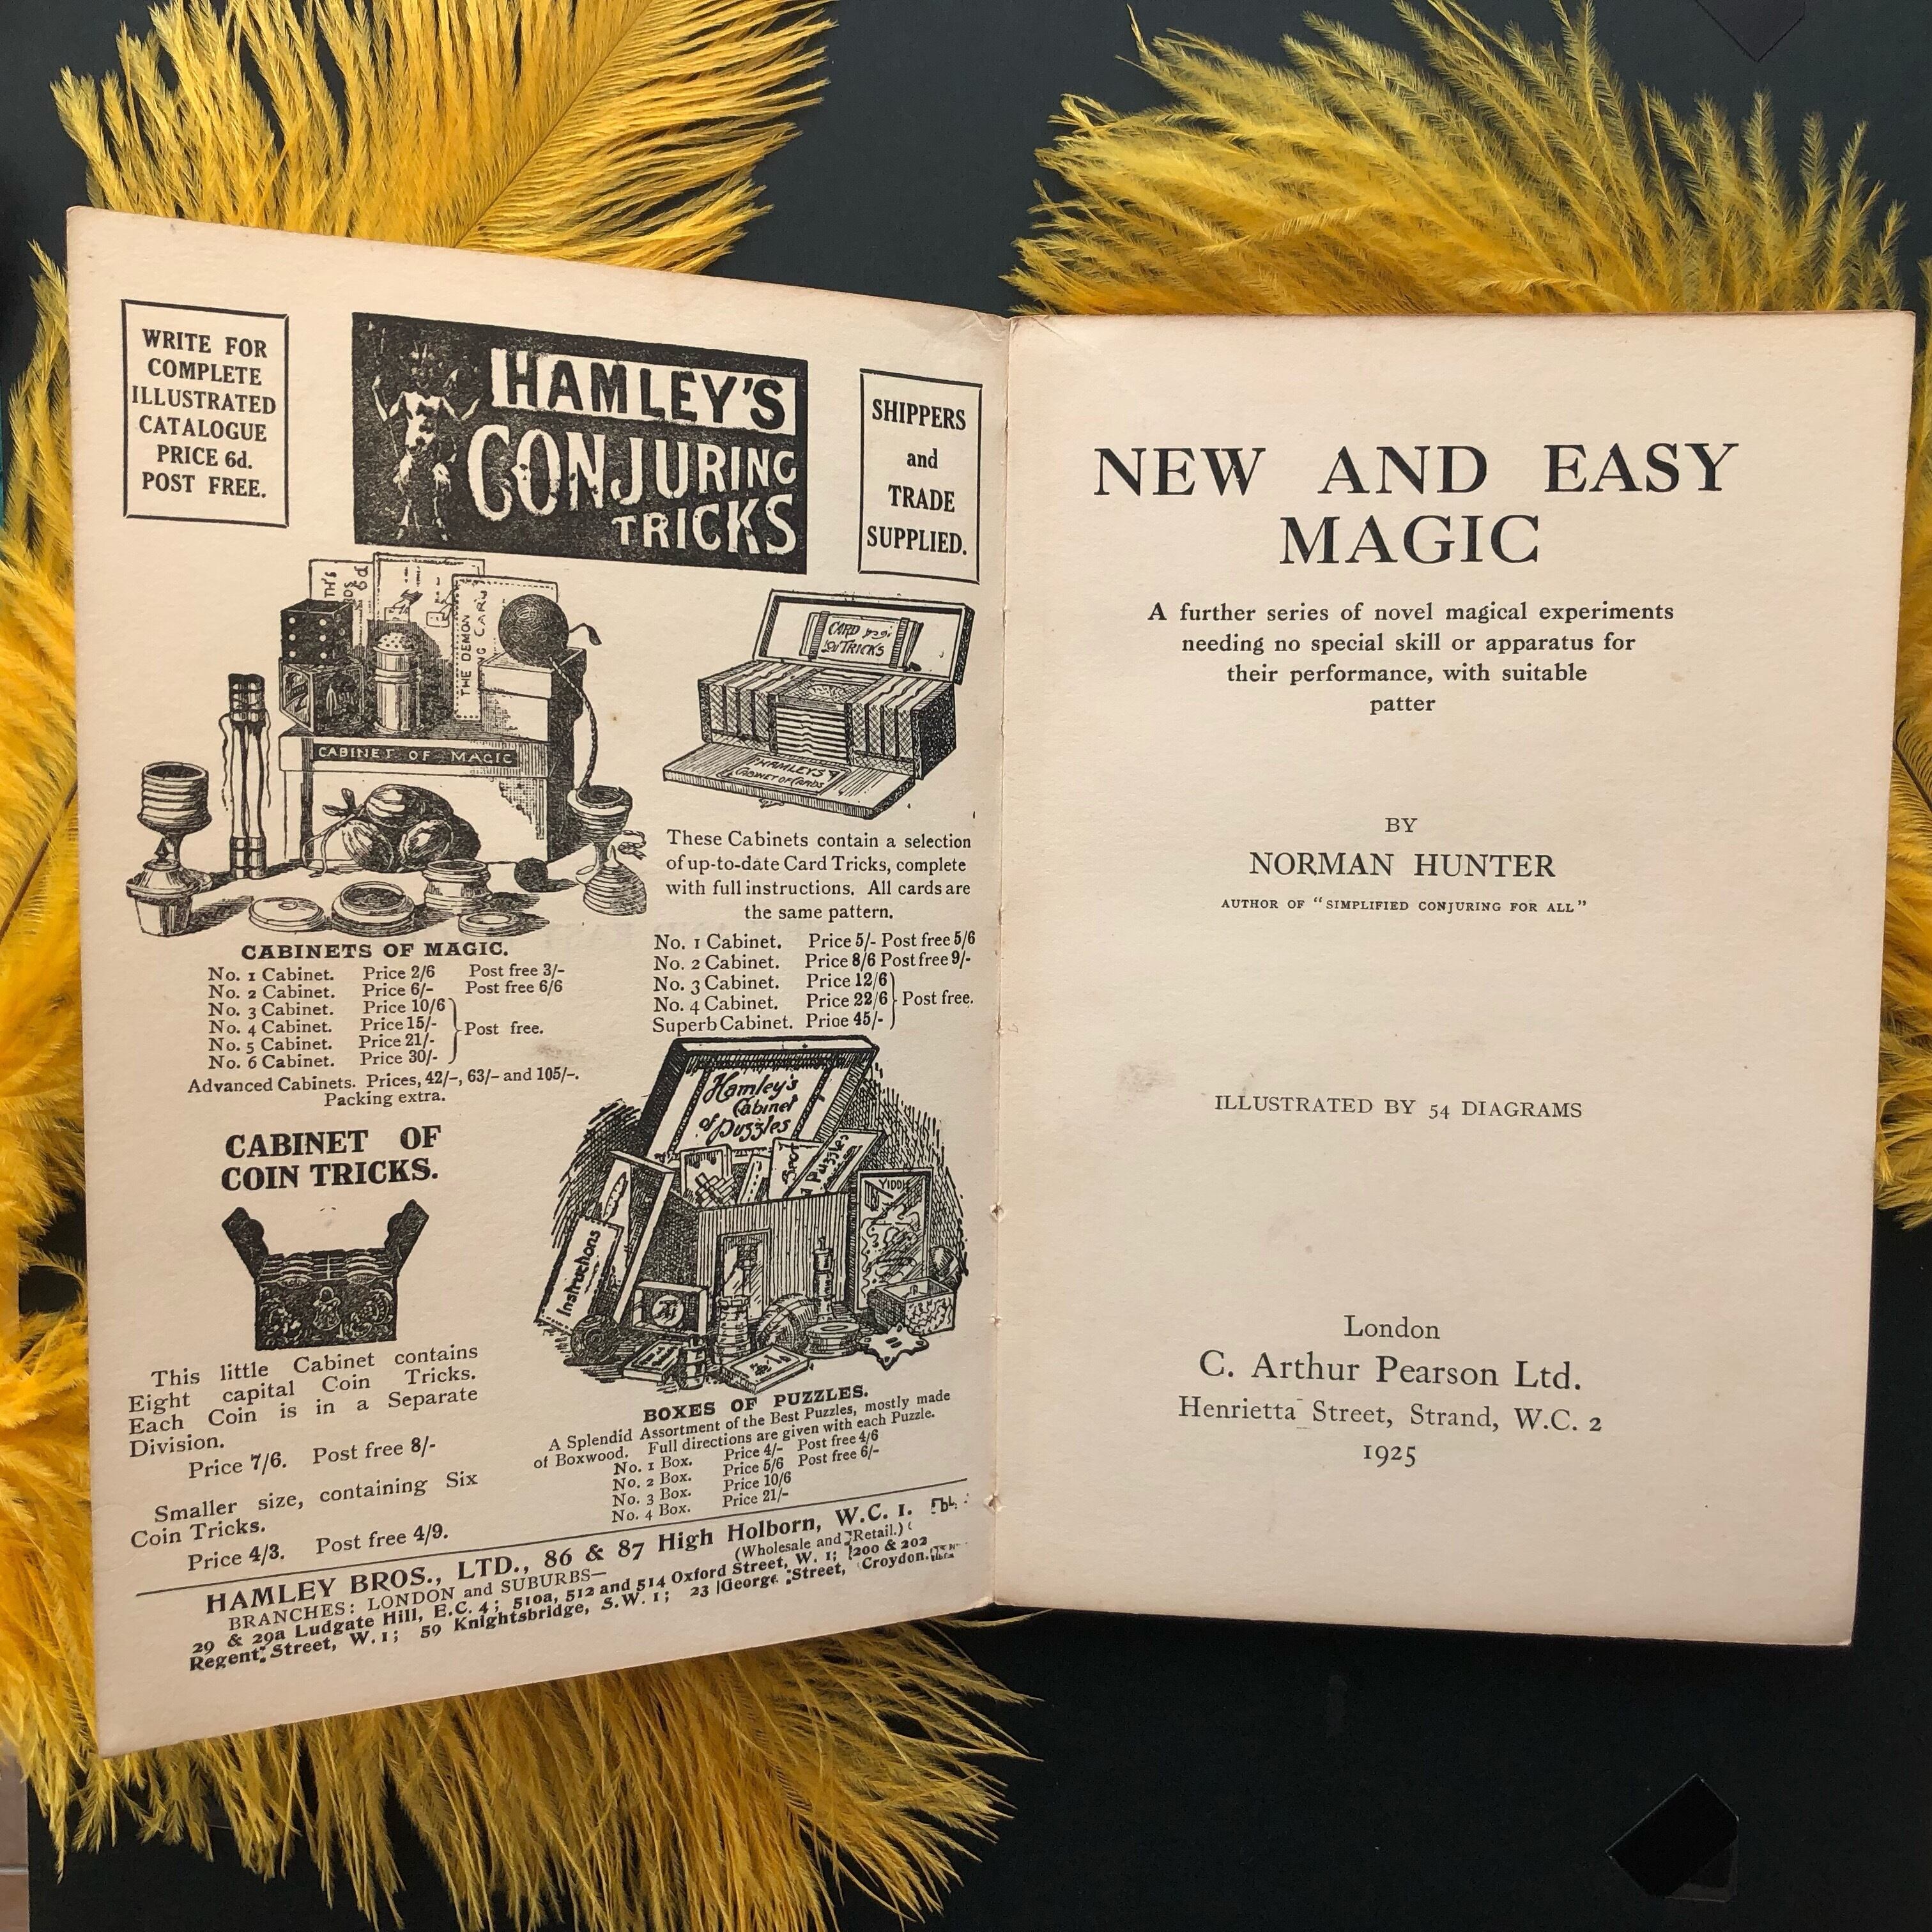 WRITE FOR
COMPLETE
ILLUSTRATED
CATALOGUE
PRICE 6d.
POST FREE.
HAMLEY'S
CONJURING
TRICKS
SHIPPERS
and
TRADE
SUPPLIED.
THE DEMON
CABINET OF MAGIC
CARD
TRICKS
HAMLEY'S
CABINET OF CARDS
These Cabinets contain a selection
of up-to-date Card Tricks, complete
with full instructions. All cards are
the same pattern.
No. 1 Cabinet. Price 5/- Post free 5/6
No. 2 Cabinet. Price 8/6 Post free 9/-
No. 3 Cabinet. Price 12/6
No. 4 Cabinet. Price 22/6 Post free.
Superb Cabinet. Price 45/-
CABINETS OF MAGIC.
No. 1 Cabinet. Price 2/6 Post free 3/-
No. 2 Cabinet. Price 6/- Post free 6/6
No. 3 Cabinet. Price 10/6
No. 4 Cabinet. Price 15/- Post free.
No. 5 Cabinet. Price 21/-
No. 6 Cabinet. Price 30/-
Advanced Cabinets. Prices, 42/-, 63/- and 105/-.
Packing extra.
CABINET OF
COIN TRICKS.
This little Cabinet contains
Eight capital Coin Tricks.
Each Coin is in a Separate
Division.
Price 7/6. Post free 8/-
Smaller size, containing Six
Coin Tricks.
Price 4/3. Post free 4/9.
Hamley's
Cabinet
of Puzzles
Instructions
BOXES OF PUZZLES.
A Splendid Assortment of the Best Puzzles, mostly made
of Boxwood. Full directions are given with each Puzzle.
No. 1 Box. Price 4/- Post free 4/6
No. 2 Box. Price 5/6 Post free 6/-
No. 3 Box. Price 10/6
No. 4 Box. Price 21/-
HAMLEY BROS., LTD., 86 & 87 High Holborn, W.C. 1.
(Wholesale and Retail.)
BRANCHES: LONDON and SUBURBS—
29 & 29a Ludgate Hill, E.C. 4; 510a, 512 and 514 Oxford Street, W. 1; 200 & 202
Regent Street, W. 1; 59 Knightsbridge, S.W. 1; 23 George Street, Croydon.
NEW AND EASY
MAGIC
A further series of novel magical experiments
needing no special skill or apparatus for
their performance, with suitable
patter
BY
NORMAN HUNTER
AUTHOR OF "SIMPLIFIED CONJURING FOR ALL"
ILLUSTRATED BY 54 DIAGRAMS
London
C. Arthur Pearson Ltd.
Henrietta Street, Strand, W.C. 2
1925